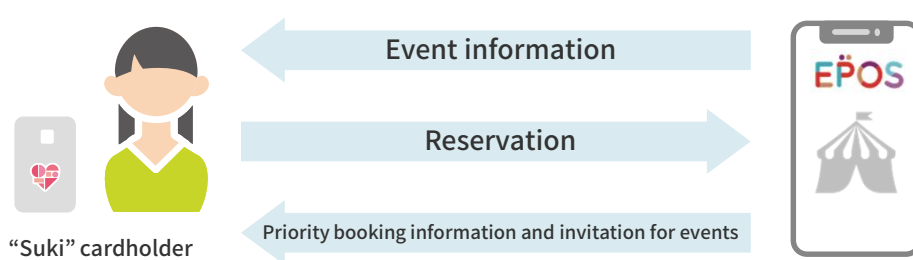 Event information
EPOS
Reservation
Priority booking information and invitation for events
“Suki” cardholder